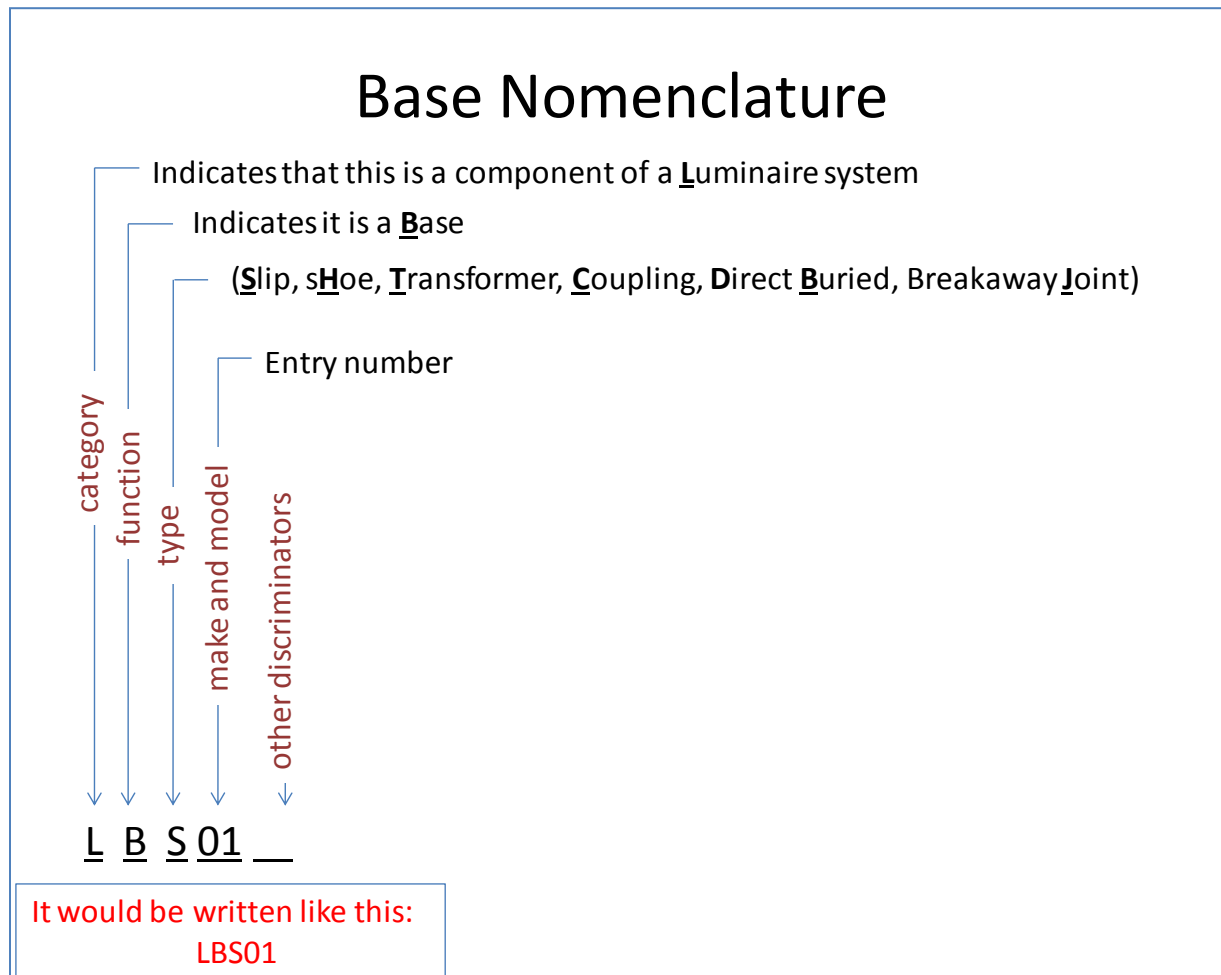 Base Nomenclature
Indicates that this is a component of a Luminaire system
Indicates it is a Base
(Slip, sHoe, Transformer, Coupling, Direct Buried, Breakaway Joint)
Entry number
category
function
type
make and model
other discriminators
L B S 01 __
It would be written like this:
LBS01